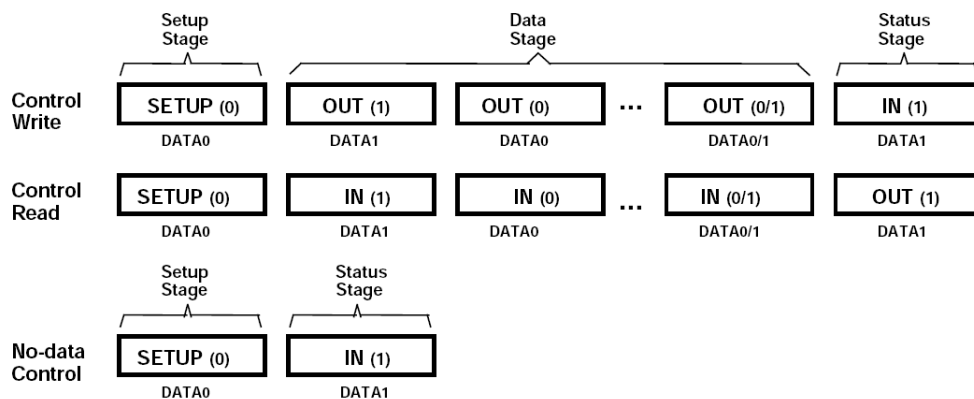 Setup
Stage
Data
Stage
Status
Stage
Control
Write
SETUP (0)
OUT (1)
OUT (0)
...
OUT (0/1)
IN (1)
DATA0
DATA1
DATA0
DATA0/1
DATA1
Control
Read
SETUP (0)
IN (1)
IN (0)
...
IN (0/1)
OUT (1)
DATA0
DATA1
DATA0
DATA0/1
DATA1
Setup
Stage
Status
Stage
No-data
Control
SETUP (0)
IN (1)
DATA0
DATA1